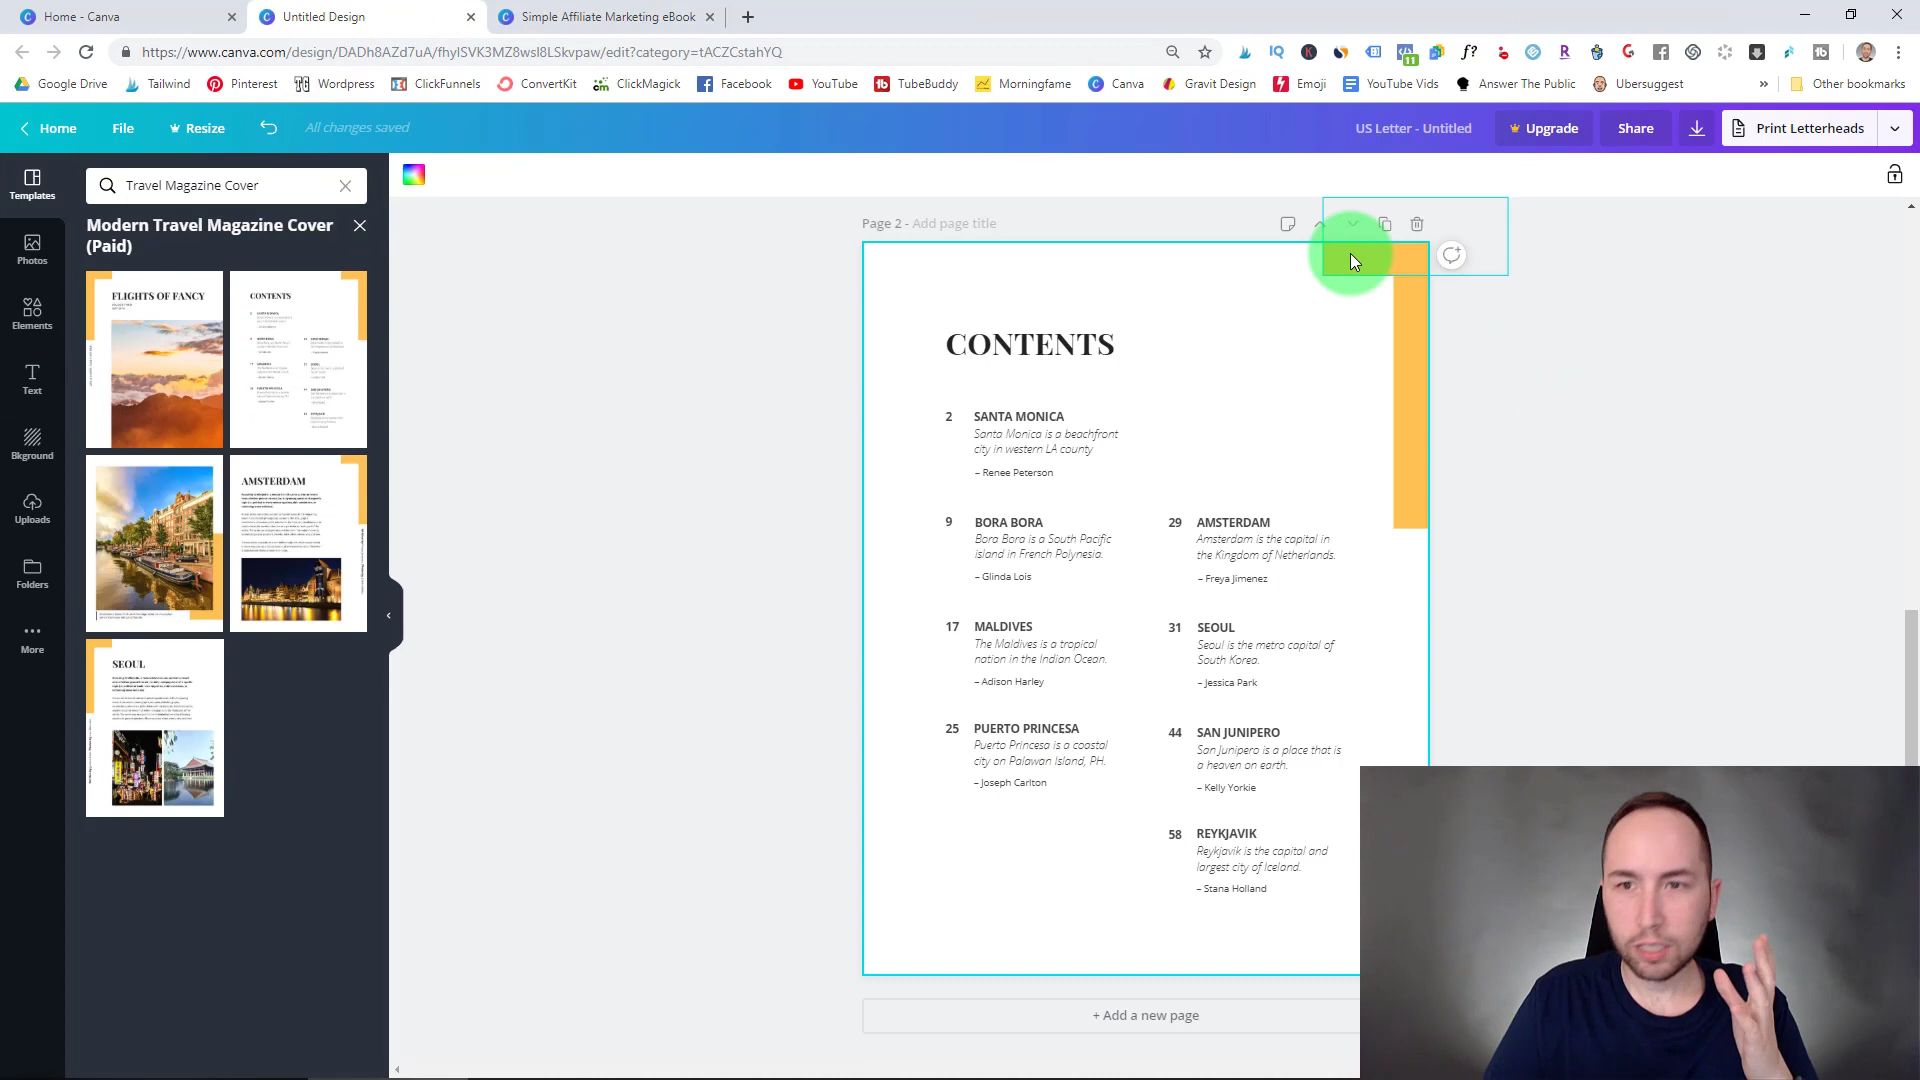 Home - Canva
Untitled Design
Simple Affiliate Marketing eBook
https://www.canva.com/design/DADh8AZd7uA/fhylSVK3MZ8wsl8LSkvpaw/edit?category=tACZCstahYQ
11
Google Drive
Tailwind
Pinterest
Wordpress
ClickFunnels
ConvertKit
ClickMagick
Facebook
YouTube
TubeBuddy
Morningfame
Canva
Gravit Design
Emoji
YouTube Vids
Answer The Public
Ubersuggest
Other bookmarks
Home
File
Resize
All changes saved
US Letter - Untitled
Upgrade
Share
Print Letterheads
Templates
Photos
Elements
Text
Bkground
Uploads
Folders
More
Travel Magazine Cover
Modern Travel Magazine Cover
(Paid)
FLIGHTS OF FANCY
CONTENTS
AMSTERDAM
SEOUL
Page 2 - Add page title
CONTENTS
2 SANTA MONICA
Santa Monica is a beachfront
city in western LA county
– Renee Peterson
9 BORA BORA
Bora Bora is a South Pacific
island in French Polynesia.
– Glinda Lois
17 MALDIVES
The Maldives is a tropical
nation in the Indian Ocean.
– Adison Harley
25 PUERTO PRINCESA
Puerto Princesa is a coastal
city on Palawan Island, PH.
– Joseph Carlton
29 AMSTERDAM
Amsterdam is the capital in
the Kingdom of Netherlands.
– Freya Jimenez
31 SEOUL
Seoul is the metro capital of
South Korea.
– Jessica Park
44 SAN JUNIPERO
San Junipero is a place that is
a heaven on earth.
– Kelly Yorkie
58 REYKJAVIK
Reykjavik is the capital and
largest city of Iceland.
– Stana Holland
+ Add a new page